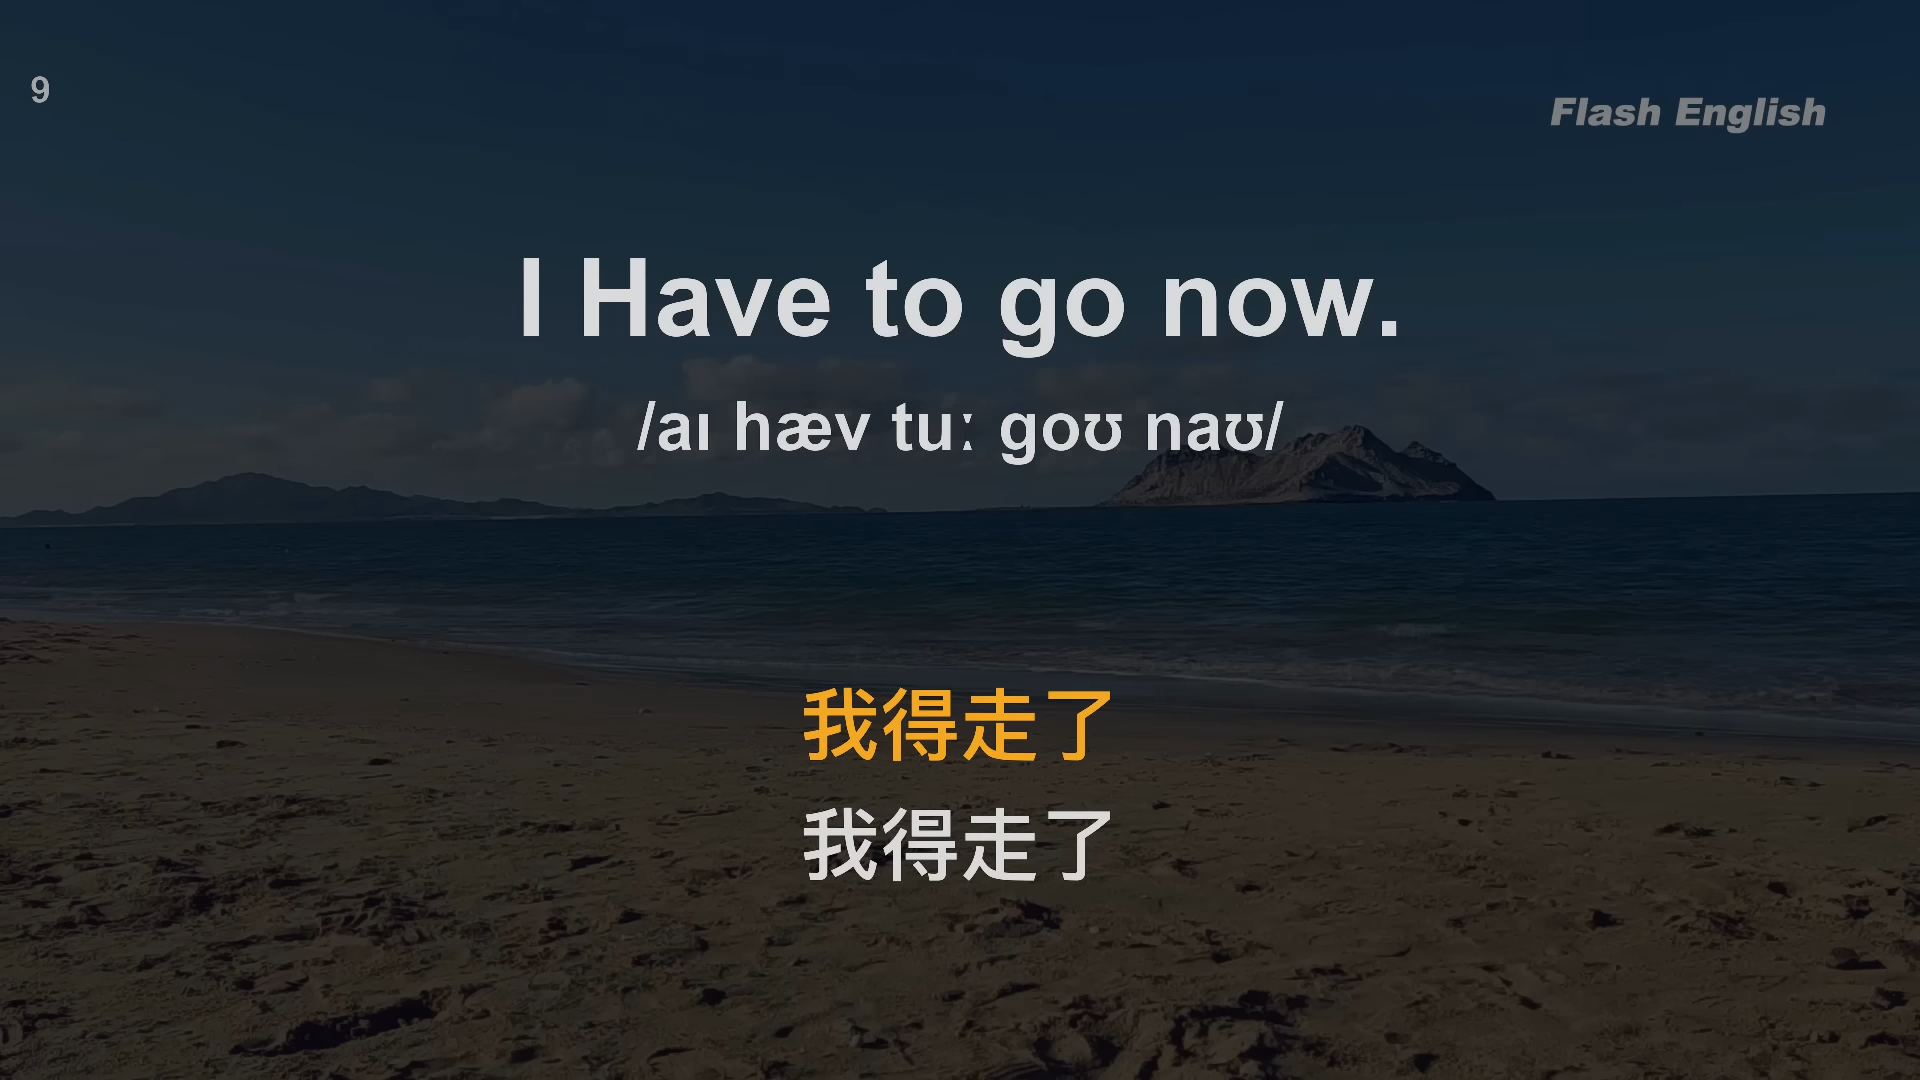 9
Flash English
I Have to go now.
/aɪ hæv tuː goʊ naʊ/
我得走了
我得走了